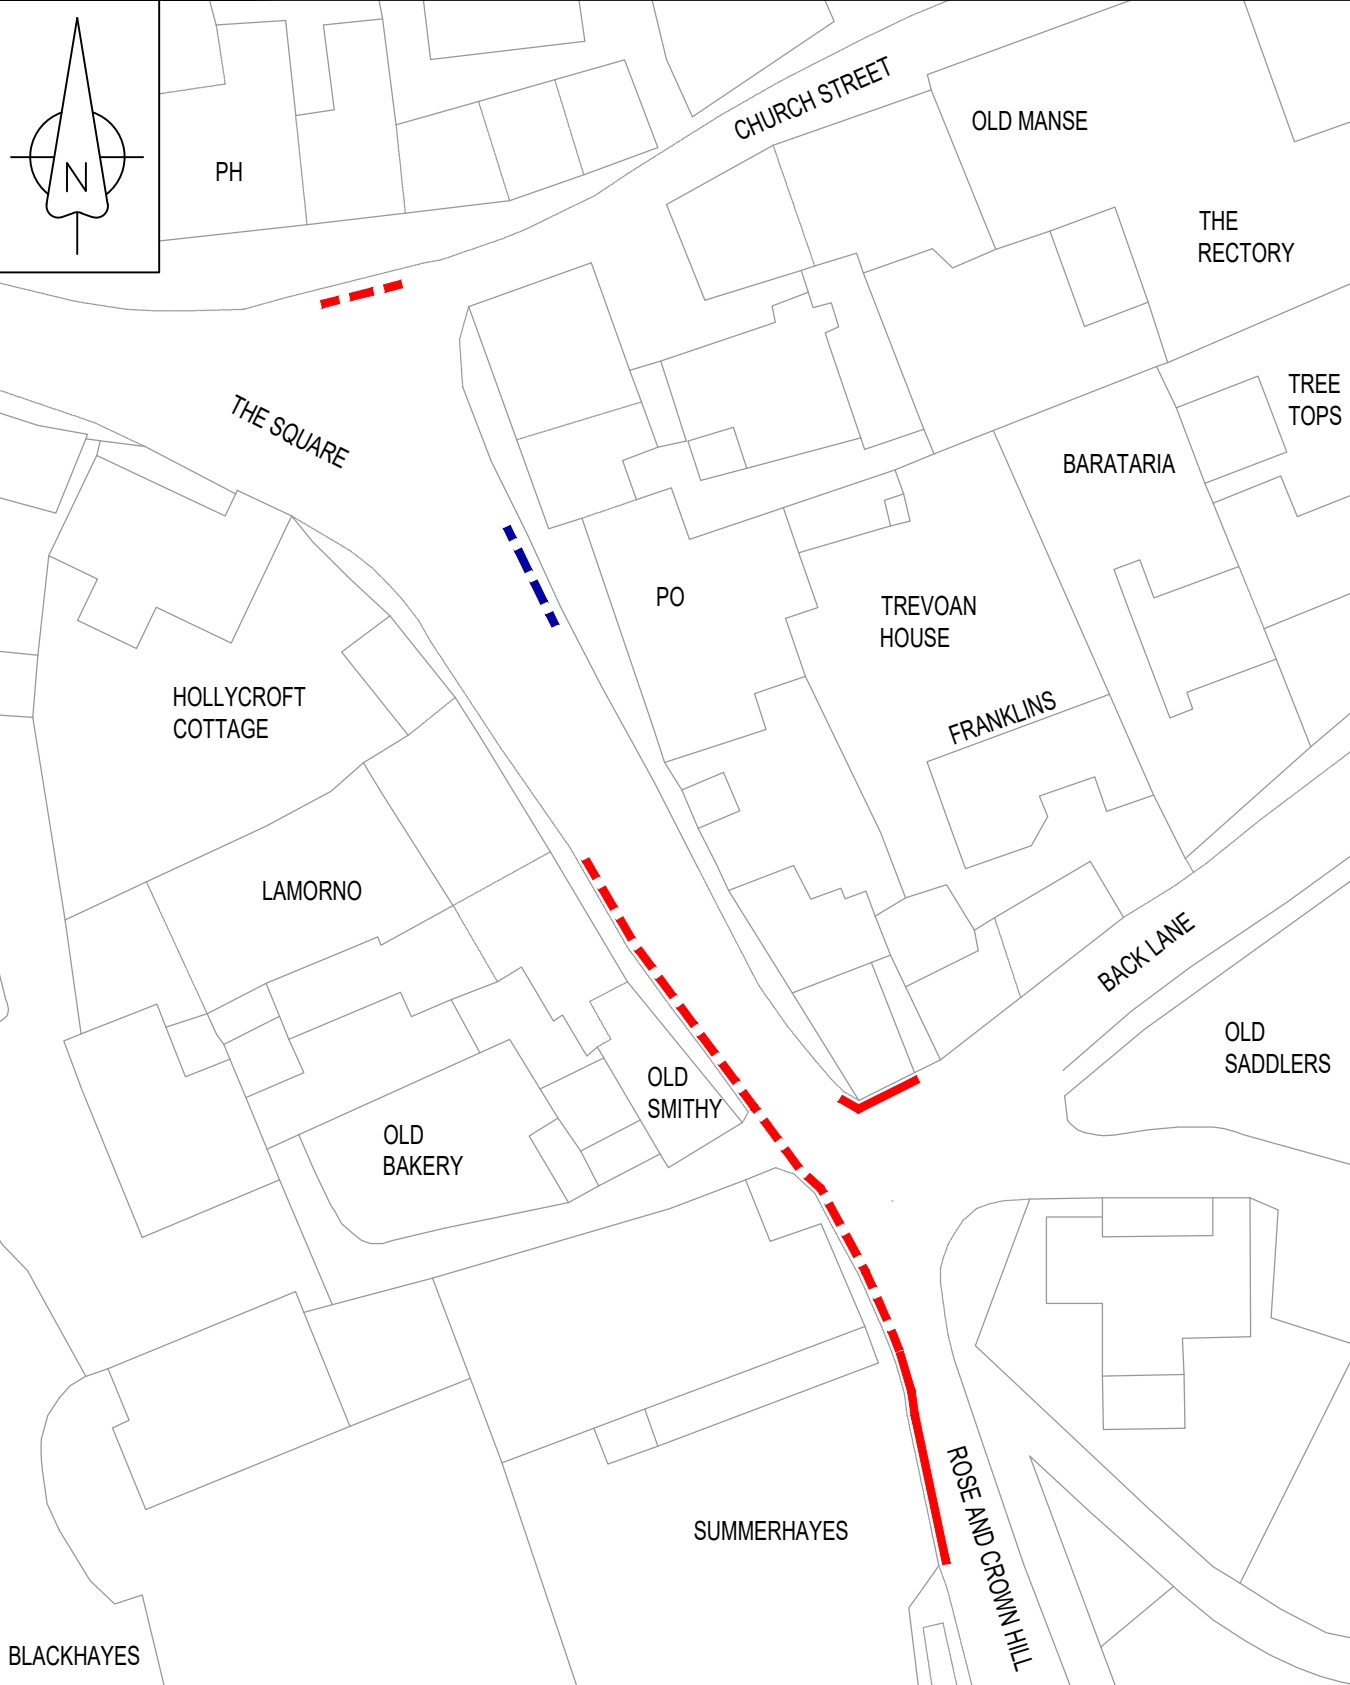 N
PH
CHURCH STREET
OLD MANSE
THE
RECTORY
THE SQUARE
TREE
TOPS
BARATARIA
PO
TREVOAN
HOUSE
HOLLYCROFT
COTTAGE
FRANKLINS
LAMORNO
BACK LANE
OLD
SADDLERS
OLD
SMITHY
OLD
BAKERY
SUMMERHAYES
ROSE AND CROWN HILL
BLACKHAYES